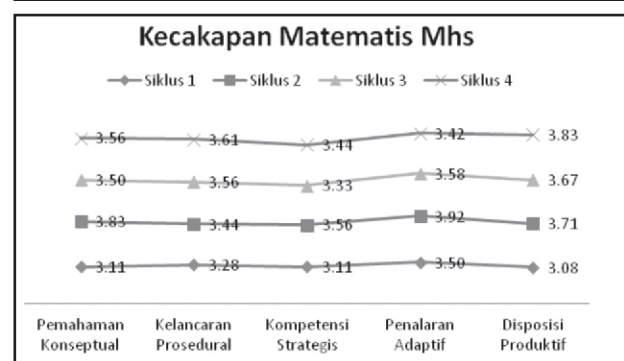 Kecakapan Matematis Mhs
Siklus 1 Siklus 2 Siklus 3 Siklus 4
3.56 3.61 3.44 3.42 3.83
3.50 3.56 3.33 3.58 3.67
3.83 3.44 3.56 3.92 3.71
3.11 3.28 3.11 3.50 3.08
Pemahaman Kelancaran Kompetensi Penalaran Disposisi
Konseptual Prosedural Strategis Adaptif Produktif